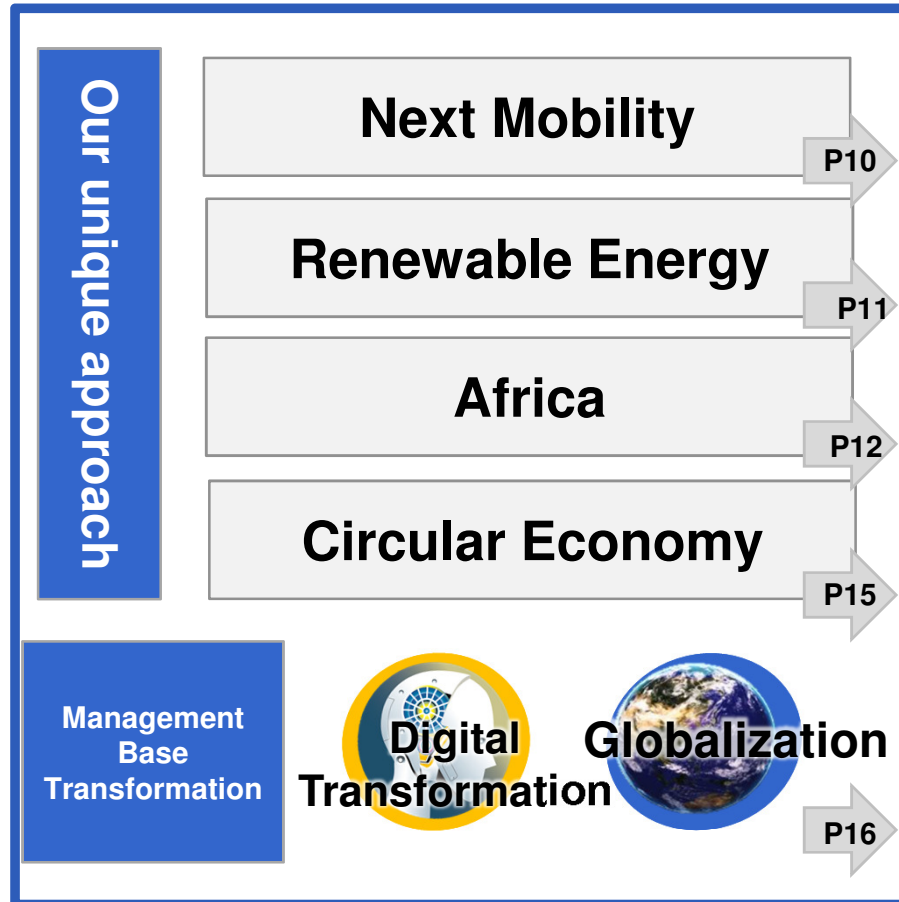 Our unique approach
Next Mobility
P10
Renewable Energy
P11
Africa
P12
Circular Economy
P15
Management
Base
Transformation
Digital
Transformation
Globalization
P16